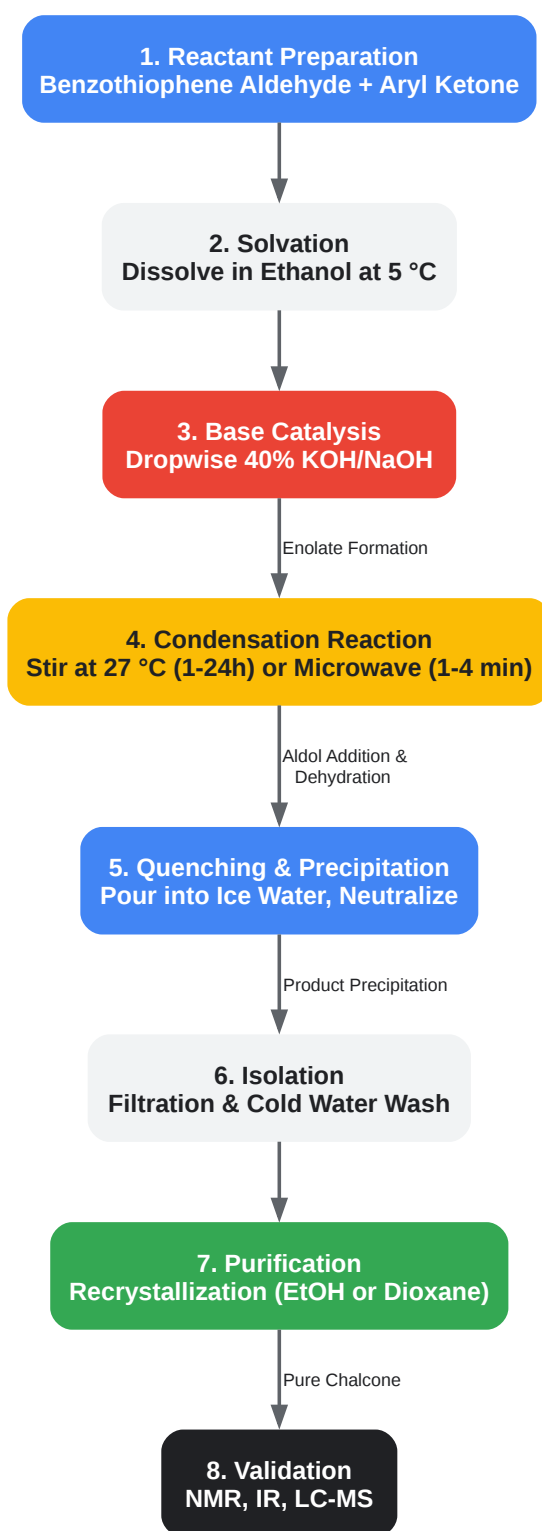 1. Reactant Preparation
Benzothiophene Aldehyde + Aryl Ketone
2. Solvation
Dissolve in Ethanol at 5 °C
3. Base Catalysis
Dropwise 40% KOH/NaOH
Enolate Formation
4. Condensation Reaction
Stir at 27 °C (1-24h) or Microwave (1-4 min)
Aldol Addition &
Dehydration
5. Quenching & Precipitation
Pour into Ice Water, Neutralize
Product Precipitation
6. Isolation
Filtration & Cold Water Wash
7. Purification
Recrystallization (EtOH or Dioxane)
Pure Chalcone
8. Validation
NMR, IR, LC-MS